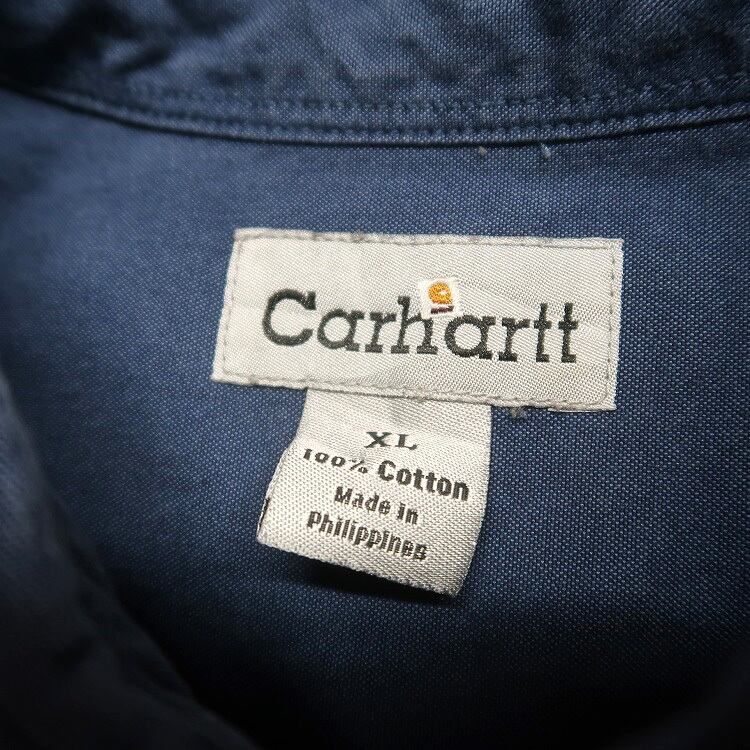 Carhartt
XL
100% Cotton
Made in
Philippines